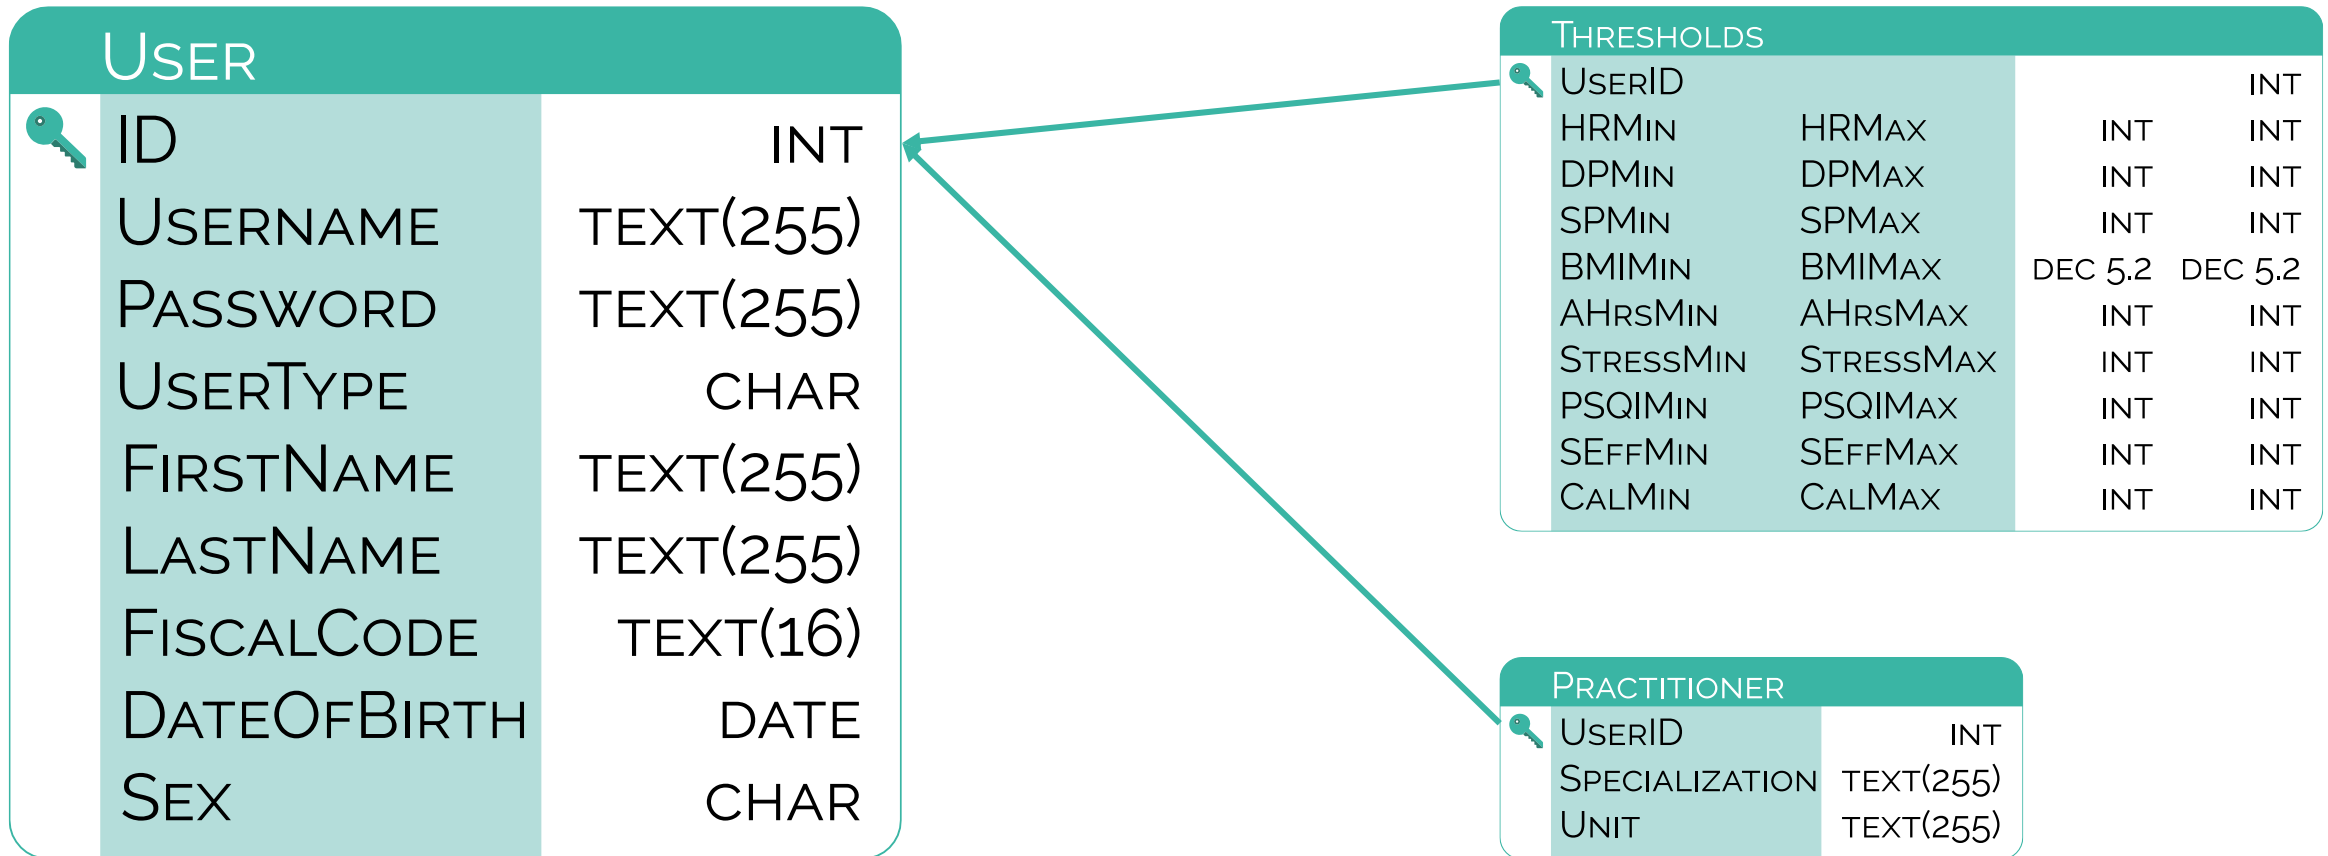 User
ID INT
Username TEXT(255)
Password TEXT(255)
UserType CHAR
FirstName TEXT(255)
LastName TEXT(255)
FiscalCode TEXT(16)
DateOfBirth DATE
Sex CHAR
Thresholds
UserID INT
HRMin HRMax INT INT
DPMin DPMax INT INT
SPMin SPMax INT INT
BMIMin BMIMax DEC 5.2 DEC 5.2
AHrsMin AHrsMax INT INT
StressMin StressMax INT INT
PSQIMin PSQIMax INT INT
SEffMin SEffMax INT INT
CalMin CalMax INT INT
Practitioner
UserID INT
Specialization TEXT(255)
Unit TEXT(255)